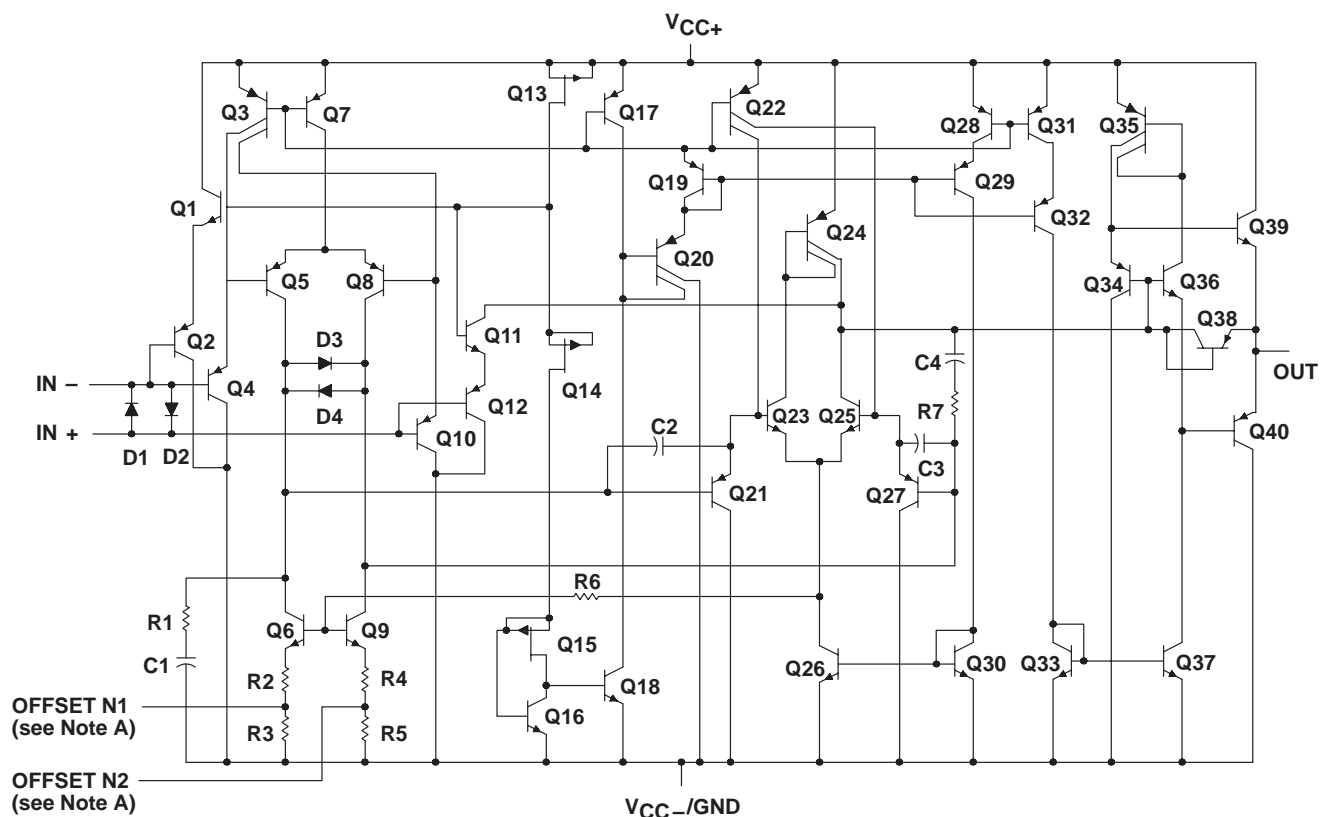 VCC+
Q3
Q7
Q13
Q17
Q22
Q28
Q31
Q35
Q1
Q19
Q29
Q32
Q39
Q5
Q8
Q20
Q24
Q34
Q36
Q2
D3
Q11
Q38
IN −
Q4
D4
Q14
C4
OUT
Q12
IN +
Q10
C2
Q23
Q25
R7
Q40
D1
D2
C3
Q21
Q27
R6
R1
Q6
Q9
Q15
C1
R2
R4
Q26
Q30
Q33
Q37
Q18
OFFSET N1
(see Note A)
R3
R5
Q16
OFFSET N2
(see Note A)
VCC−/GND